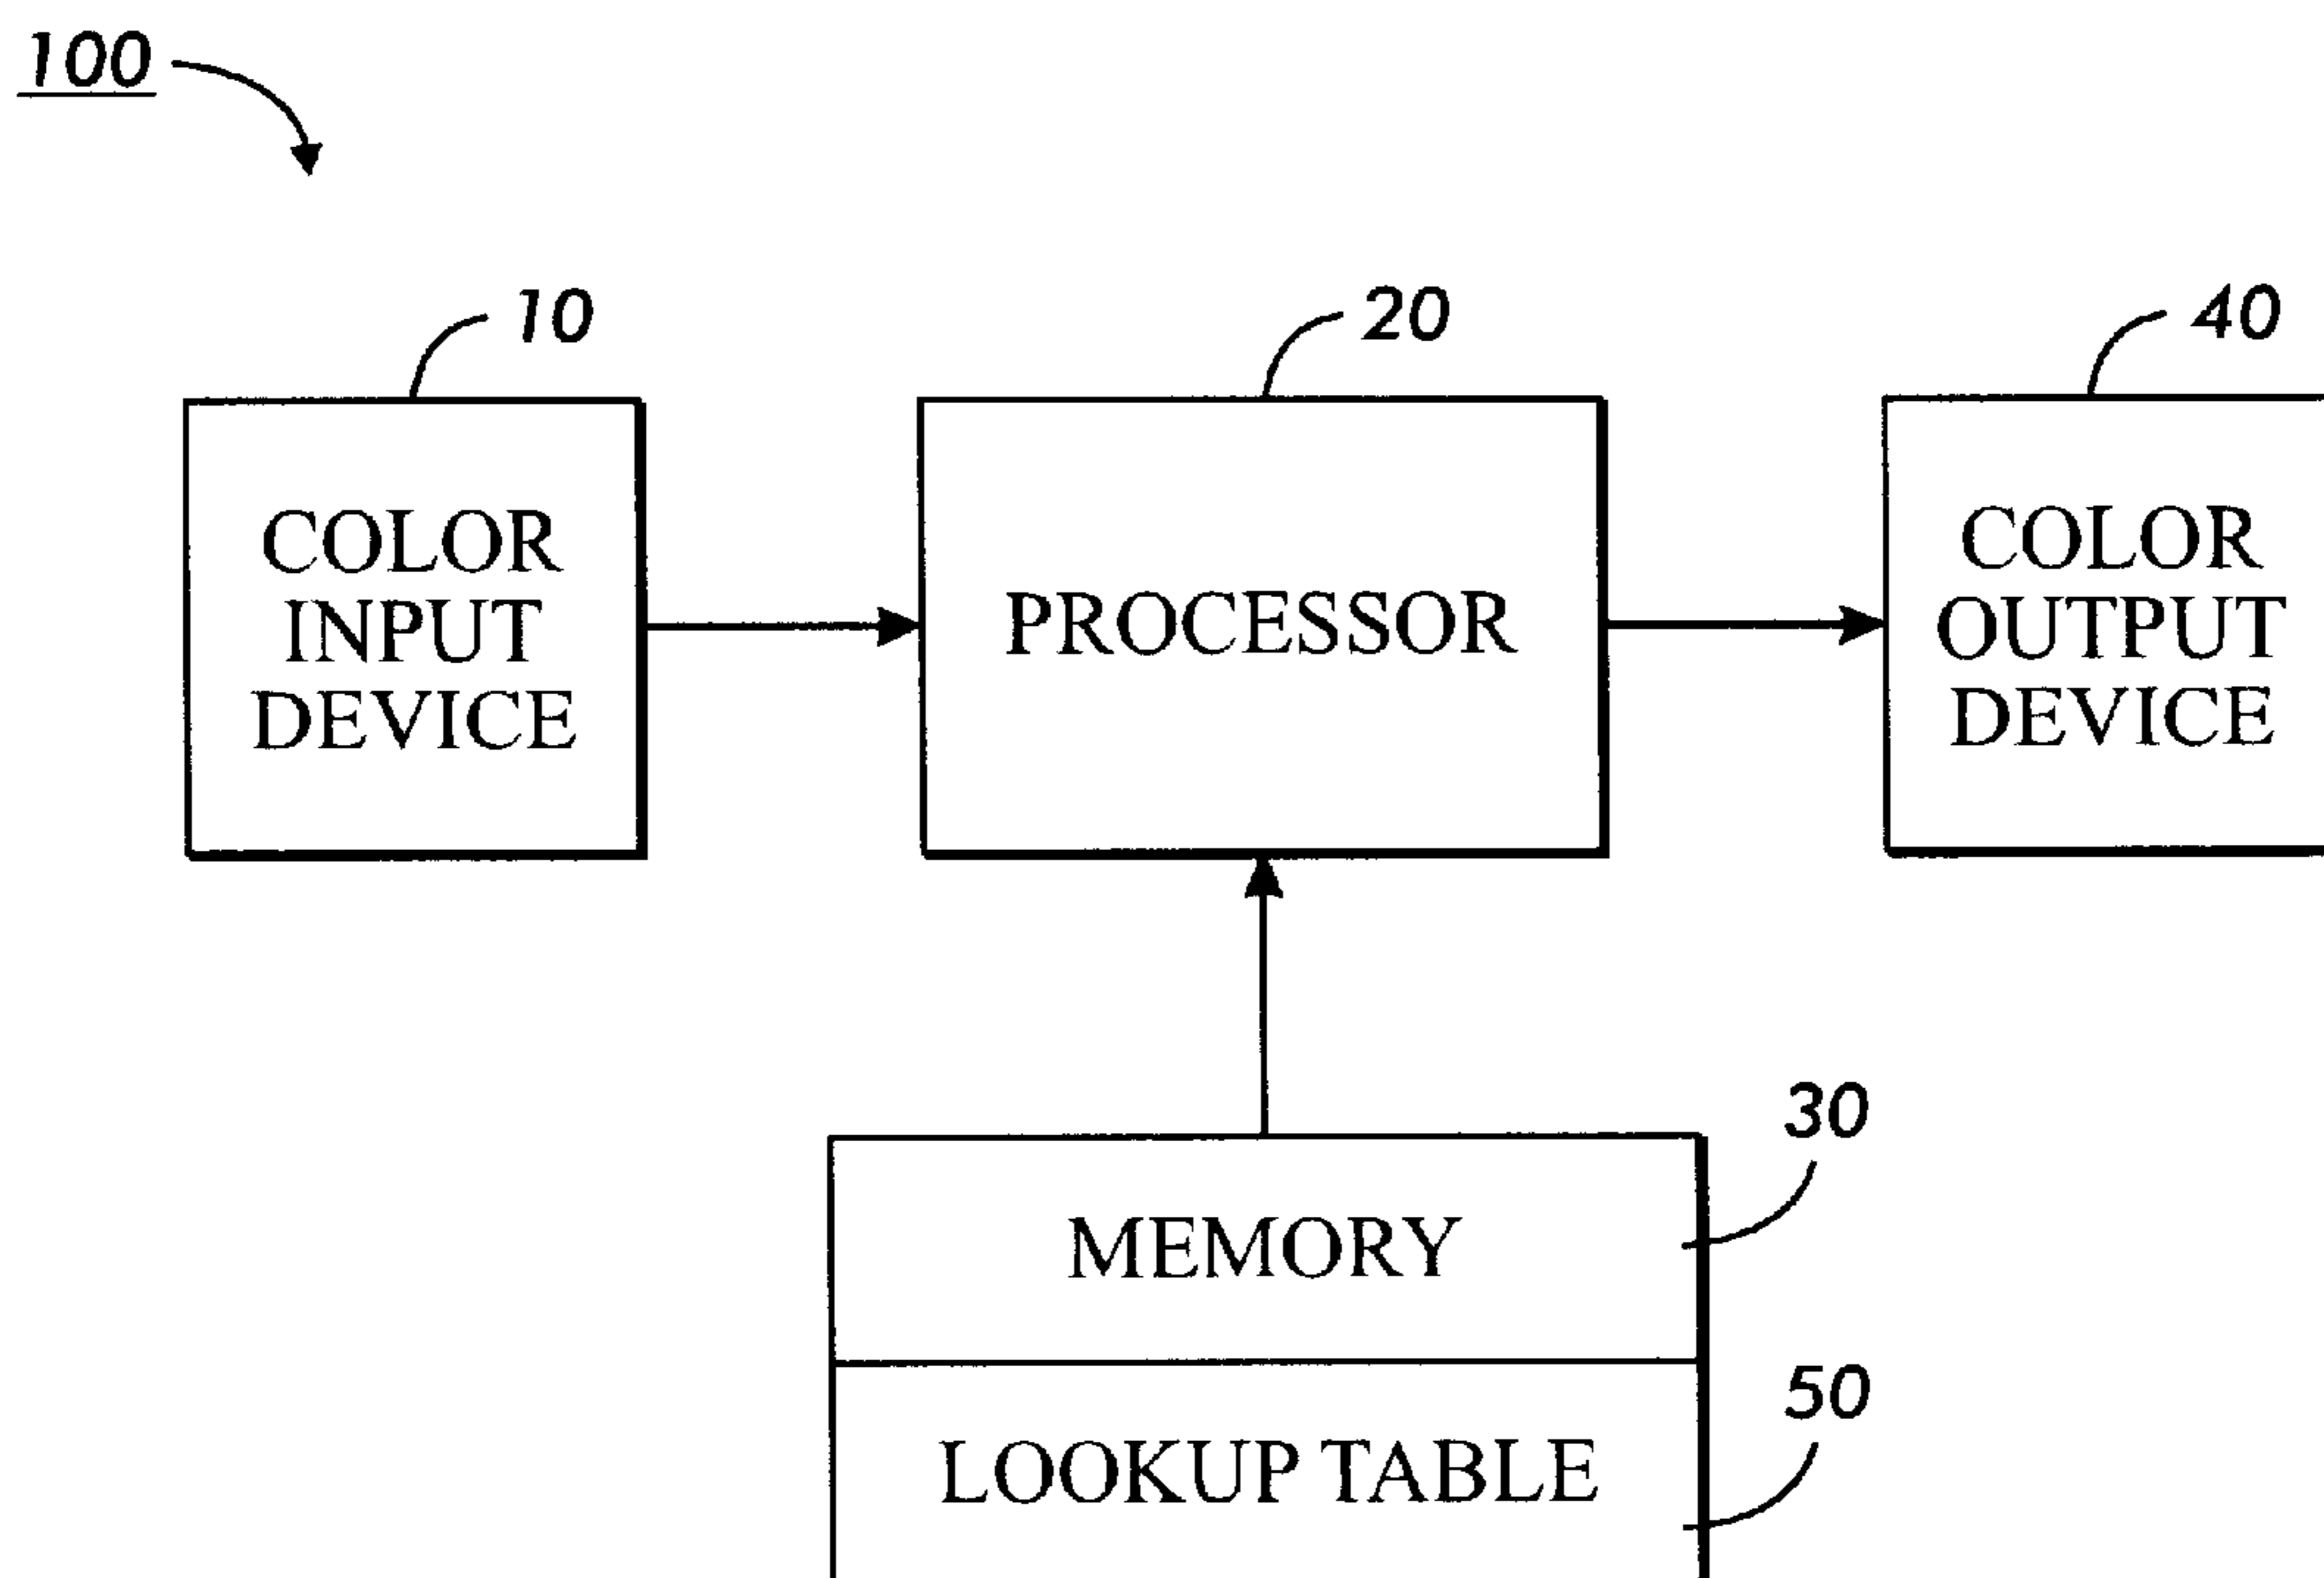 100
10
20
40
COLOR
INPUT
DEVICE
PROCESSOR
COLOR
OUTPUT
DEVICE
30
MEMORY
50
LOOKUP TABLE